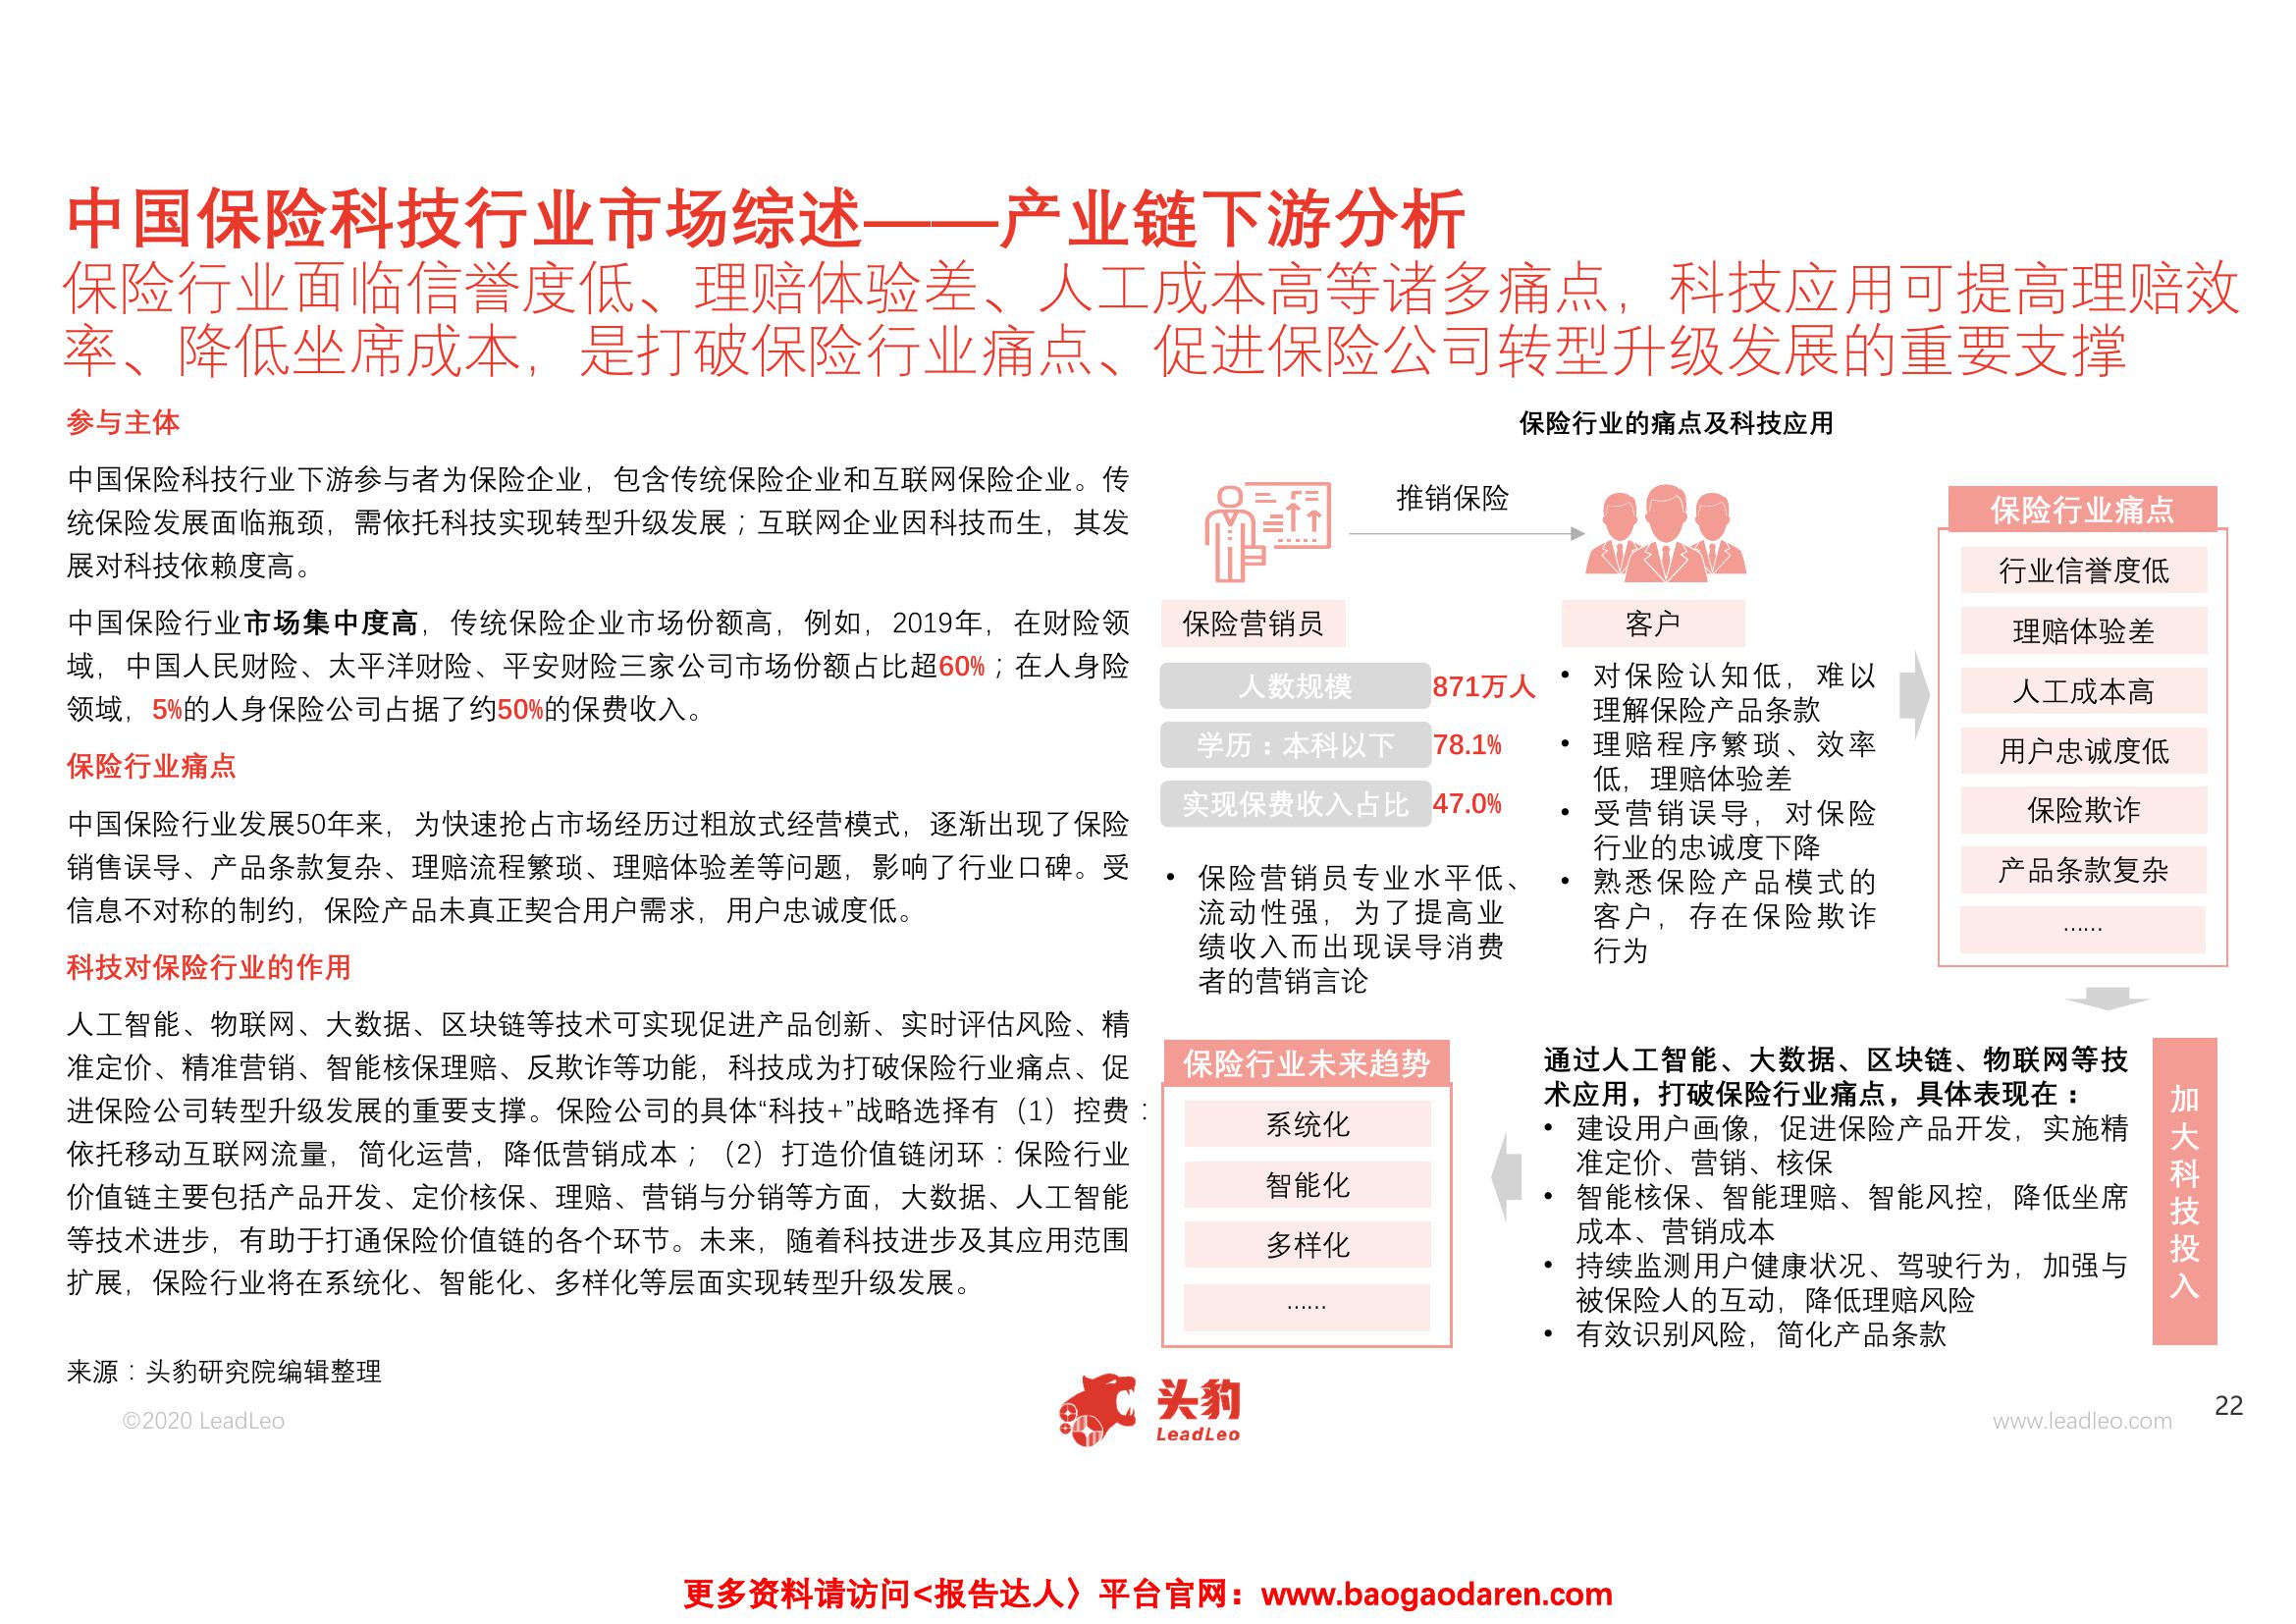 中国保险科技行业市场综述——产业链下游分析
保险行业面临信誉度低、理赔体验差、人工成本高等诸多痛点，科技应用可提高理赔效
率、降低坐席成本，是打破保险行业痛点、促进保险公司转型升级发展的重要支撑
参与主体
中国保险科技行业下游参与者为保险企业，包含传统保险企业和互联网保险企业。传
统保险发展面临瓶颈，需依托科技实现转型升级发展；互联网企业因科技而生，其发
展对科技依赖度高。
中国保险行业市场集中度高，传统保险企业市场份额高，例如，2019年，在财险领
域，中国人民财险、太平洋财险、平安财险三家公司市场份额占比超60%；在人身险
领域，5%的人身保险公司占据了约50%的保费收入。
保险行业痛点
中国保险行业发展50年来，为快速抢占市场经历过粗放式经营模式，逐渐出现了保险
销售误导、产品条款复杂、理赔流程繁琐、理赔体验差等问题，影响了行业口碑。受
信息不对称的制约，保险产品未真正契合用户需求，用户忠诚度低。
科技对保险行业的作用
人工智能、物联网、大数据、区块链等技术可实现促进产品创新、实时评估风险、精
准定价、精准营销、智能核保理赔、反欺诈等功能，科技成为打破保险行业痛点、促
进保险公司转型升级发展的重要支撑。保险公司的具体“科技+”战略选择有（1）控费：
依托移动互联网流量，简化运营，降低营销成本；（2）打造价值链闭环：保险行业
价值链主要包括产品开发、定价核保、理赔、营销与分销等方面，大数据、人工智能
等技术进步，有助于打通保险价值链的各个环节。未来，随着科技进步及其应用范围
扩展，保险行业将在系统化、智能化、多样化等层面实现转型升级发展。
保险行业的痛点及科技应用
推销保险
保险营销员
人数规模 871万人
学历：本科以下 78.1%
实现保费收入占比 47.0%
• 保险营销员专业水平低、
流动性强，为了提高业
绩收入而出现误导消费
者的营销言论
客户
• 对保险认知低，难以
理解保险产品条款
• 理赔程序繁琐、效率
低，理赔体验差
• 受营销误导，对保险
行业的忠诚度下降
• 熟悉保险产品模式的
客户，存在保险欺诈
行为
保险行业痛点
行业信誉度低
理赔体验差
人工成本高
用户忠诚度低
保险欺诈
产品条款复杂
……
加大科技投入
通过人工智能、大数据、区块链、物联网等技
术应用，打破保险行业痛点，具体表现在：
• 建设用户画像，促进保险产品开发，实施精
准定价、营销、核保
• 智能核保、智能理赔、智能风控，降低坐席
成本、营销成本
• 持续监测用户健康状况、驾驶行为，加强与
被保险人的互动，降低理赔风险
• 有效识别风险，简化产品条款
保险行业未来趋势
系统化
智能化
多样化
……
来源：头豹研究院编辑整理
©2020 LeadLeo
头豹
LeadLeo
www.leadleo.com
22
更多资料请访问<报告达人〉平台官网：www.baogaodaren.com